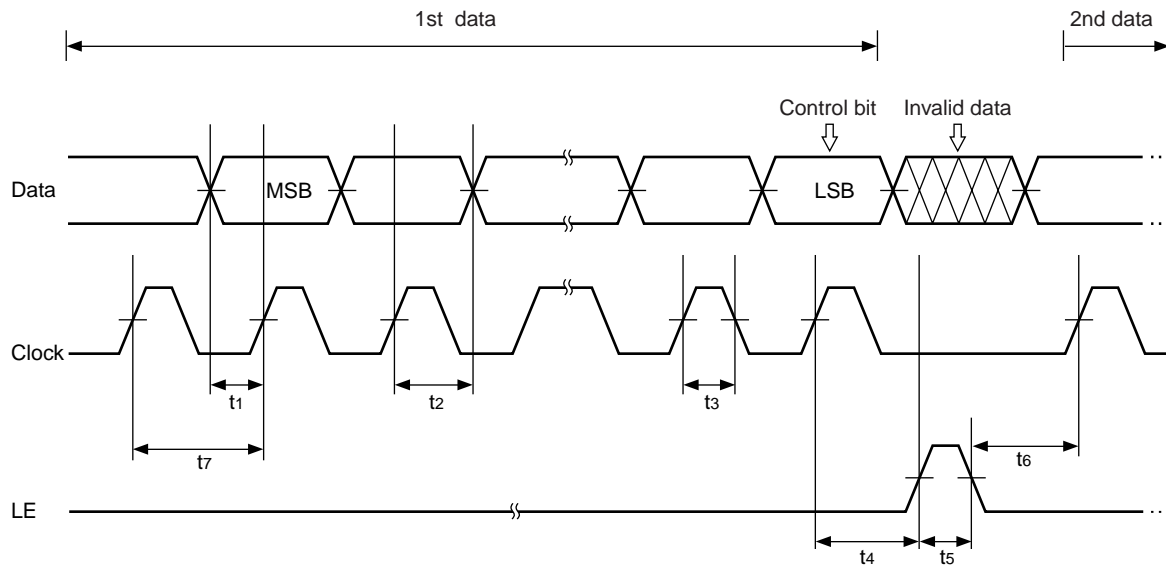 1st data
2nd data
Control bit
Invalid data
Data
MSB
LSB
Clock
t1
t2
t3
t7
t6
LE
t4
t5